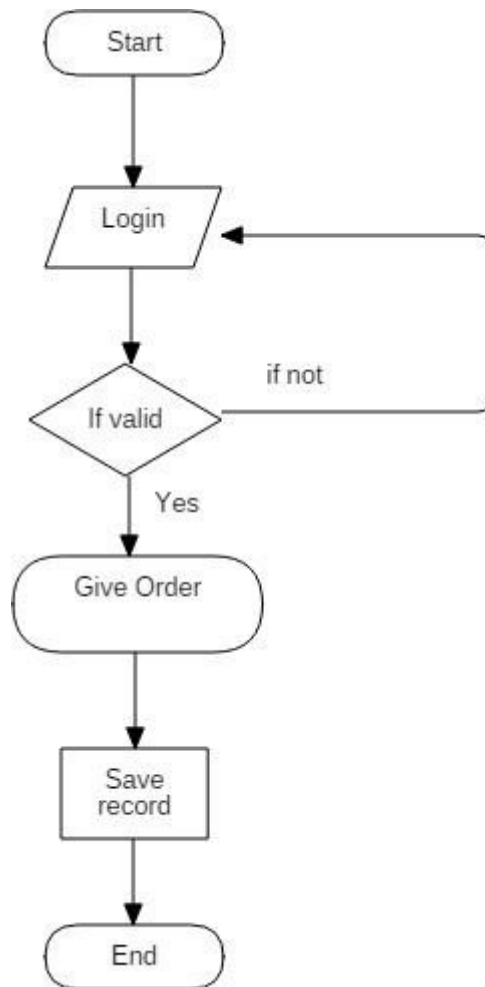 Start
Login
If valid
if not
Yes
Give Order
Save
record
End